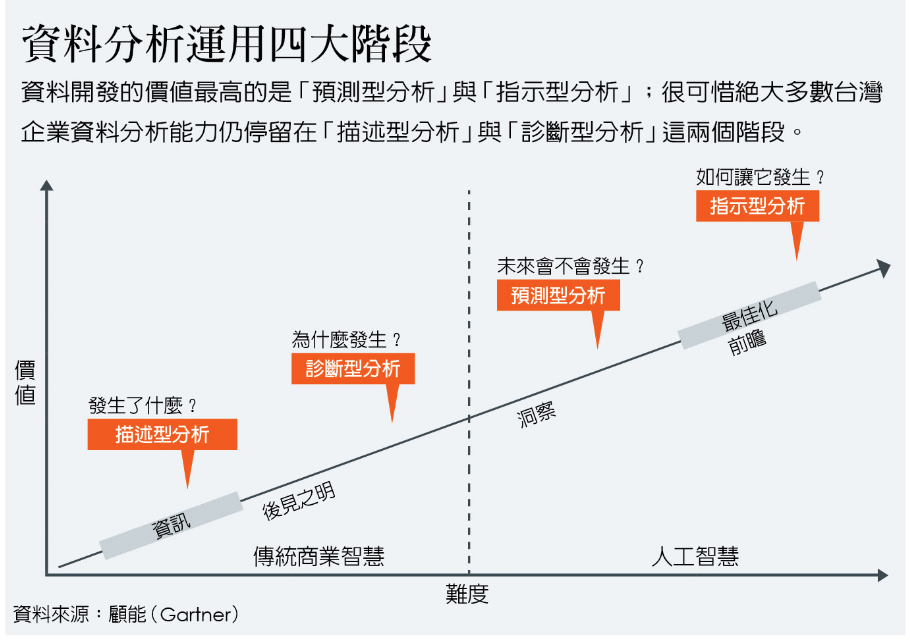 資料分析運用四大階段
資料開發的價值最高的是「預測型分析」與「指示型分析」；很可惜絕大多數台灣
企業資料分析能力仍停留在「描述型分析」與「診斷型分析」這兩個階段。
如何讓它發生？
指示型分析
未來會不會發生？
預測型分析
為什麼發生？
診斷型分析
發生了什麼？
描述型分析
價值
最佳化
前瞻
洞察
後見之明
資訊
傳統商業智慧
人工智慧
難度
資料來源：顧能（Gartner）